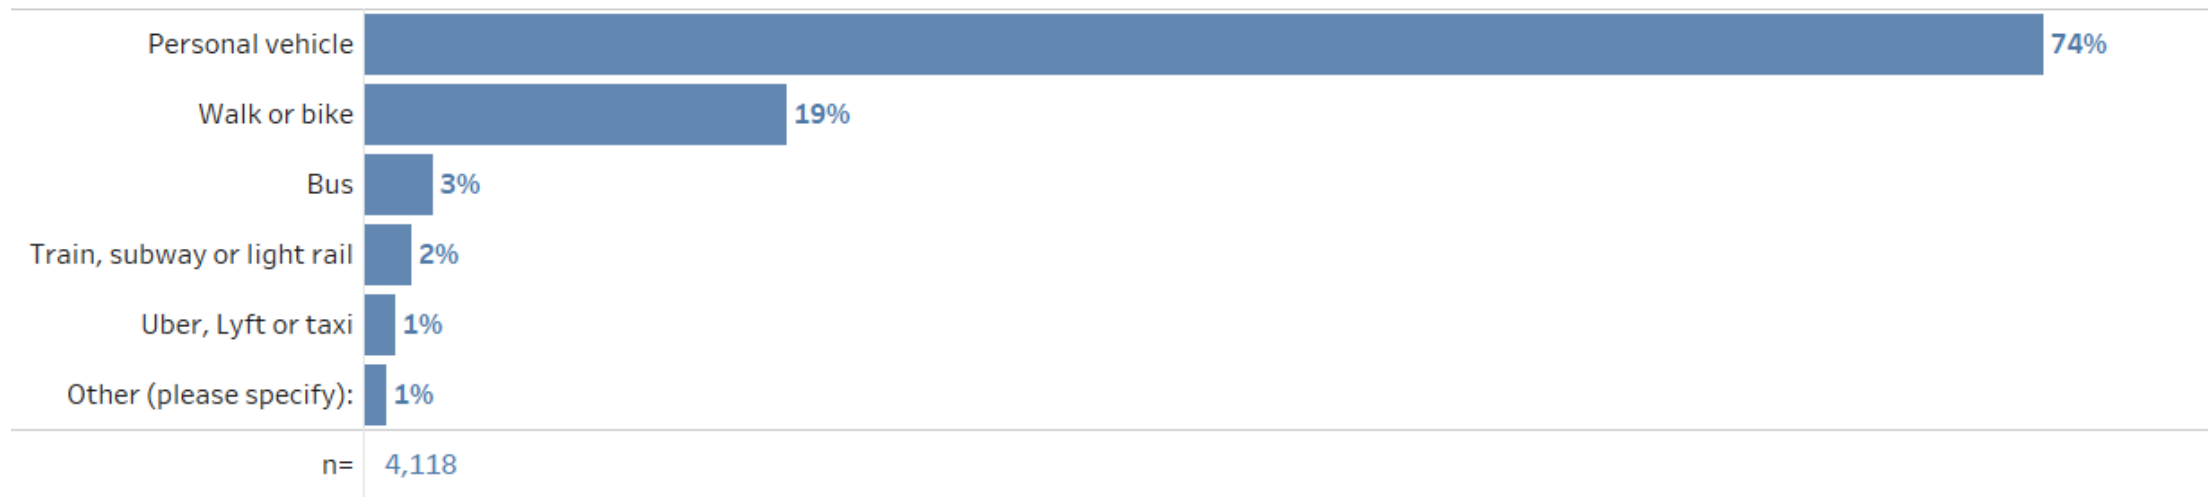 Personal vehicle 74%
Walk or bike 19%
Bus 3%
Train, subway or light rail 2%
Uber, Lyft or taxi 1%
Other (please specify): 1%
n= 4,118